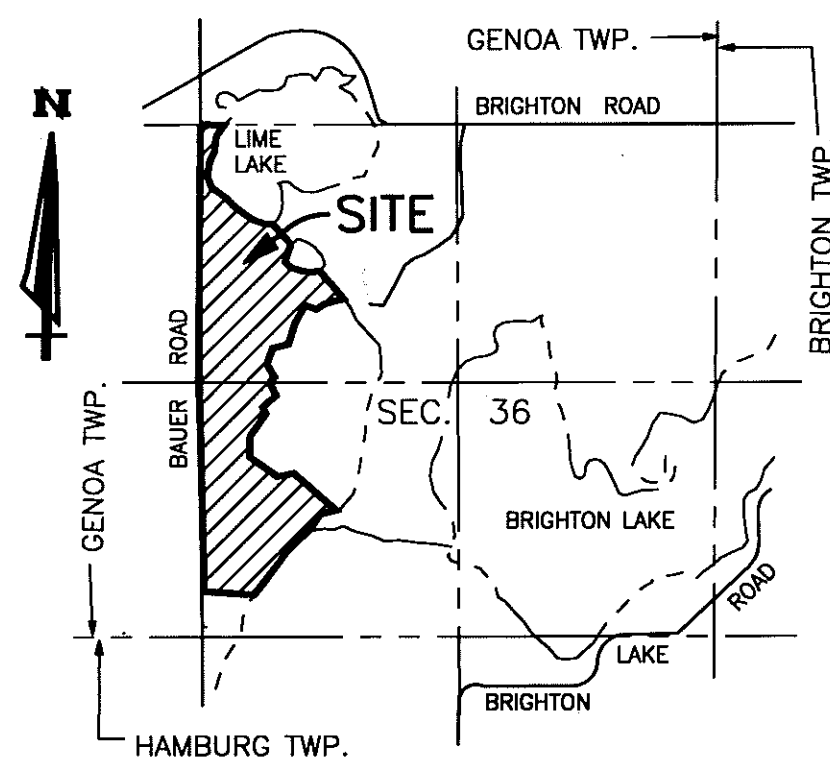 GENOA TWP.
N
BRIGHTON ROAD
LIME
LAKE
BRIGHTON TWP.
SITE
BAUER ROAD
GENOA TWP.
SEC. 36
BRIGHTON LAKE
ROAD
LAKE
BRIGHTON
HAMBURG TWP.